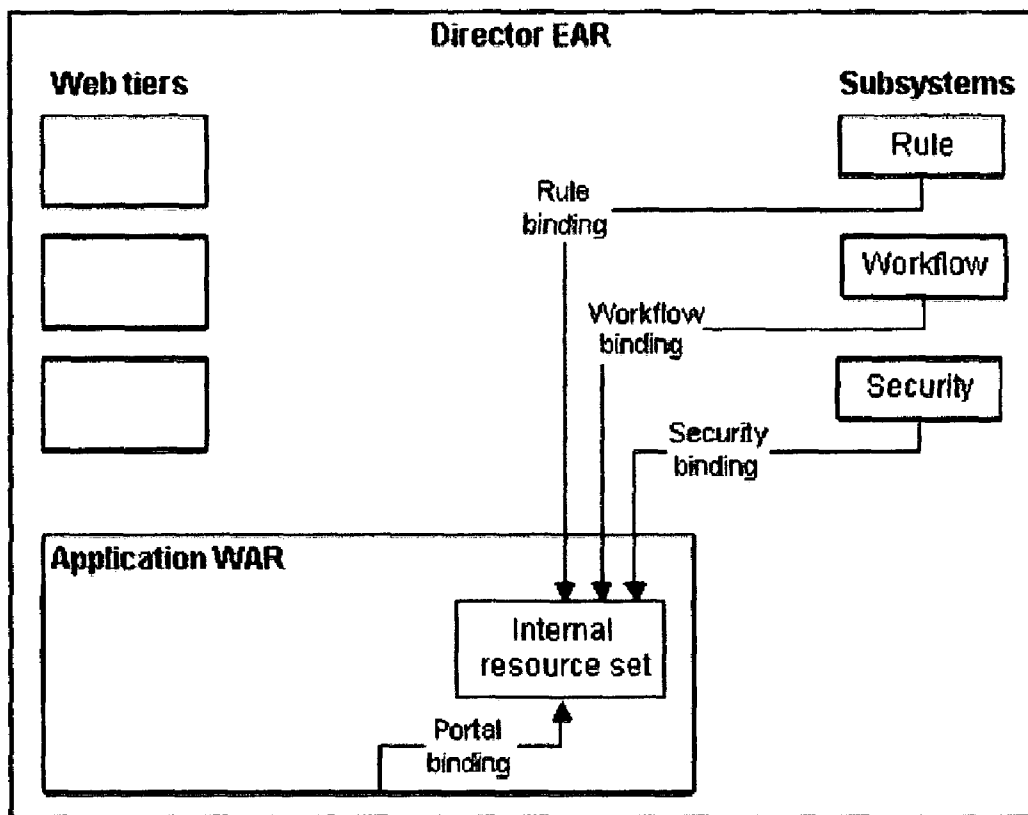 Director EAR
Web tiers
Subsystems
Rule
Rule
binding
Workflow
Workflow
binding
Security
Security
binding
Application WAR
Internal
resource set
Portal
binding